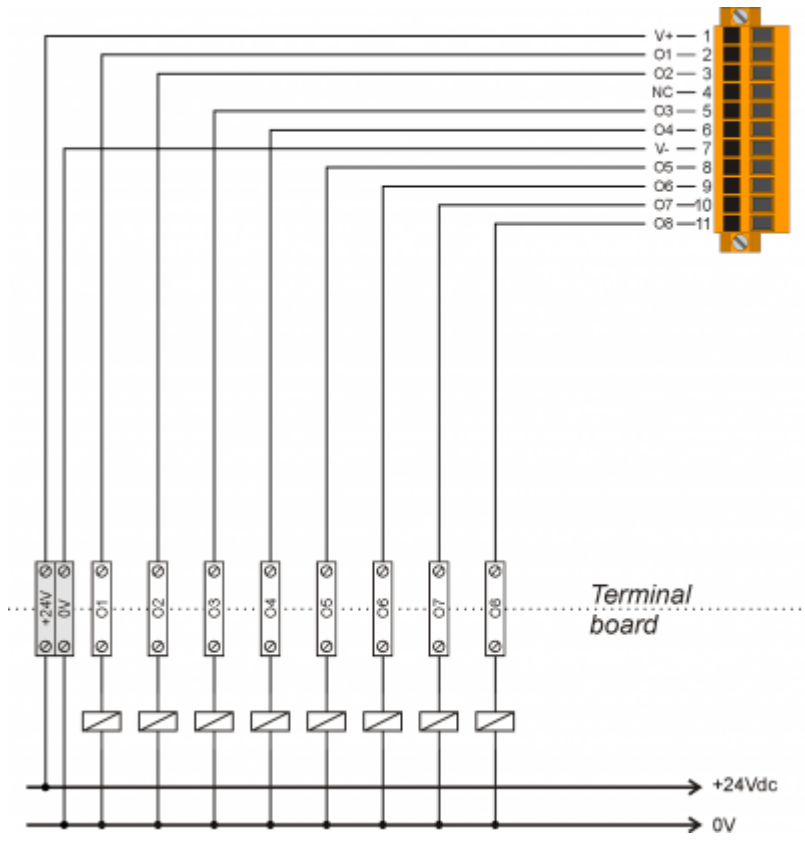 V+ 1
O1 2
O2 3
NC 4
O3 5
O4 6
V- 7
O5 8
O6 9
O7 10
O8 11
+24V 0V O1 O2 O3 O4 O5 O6 O7 O8
Terminal
board
+24Vdc
0V